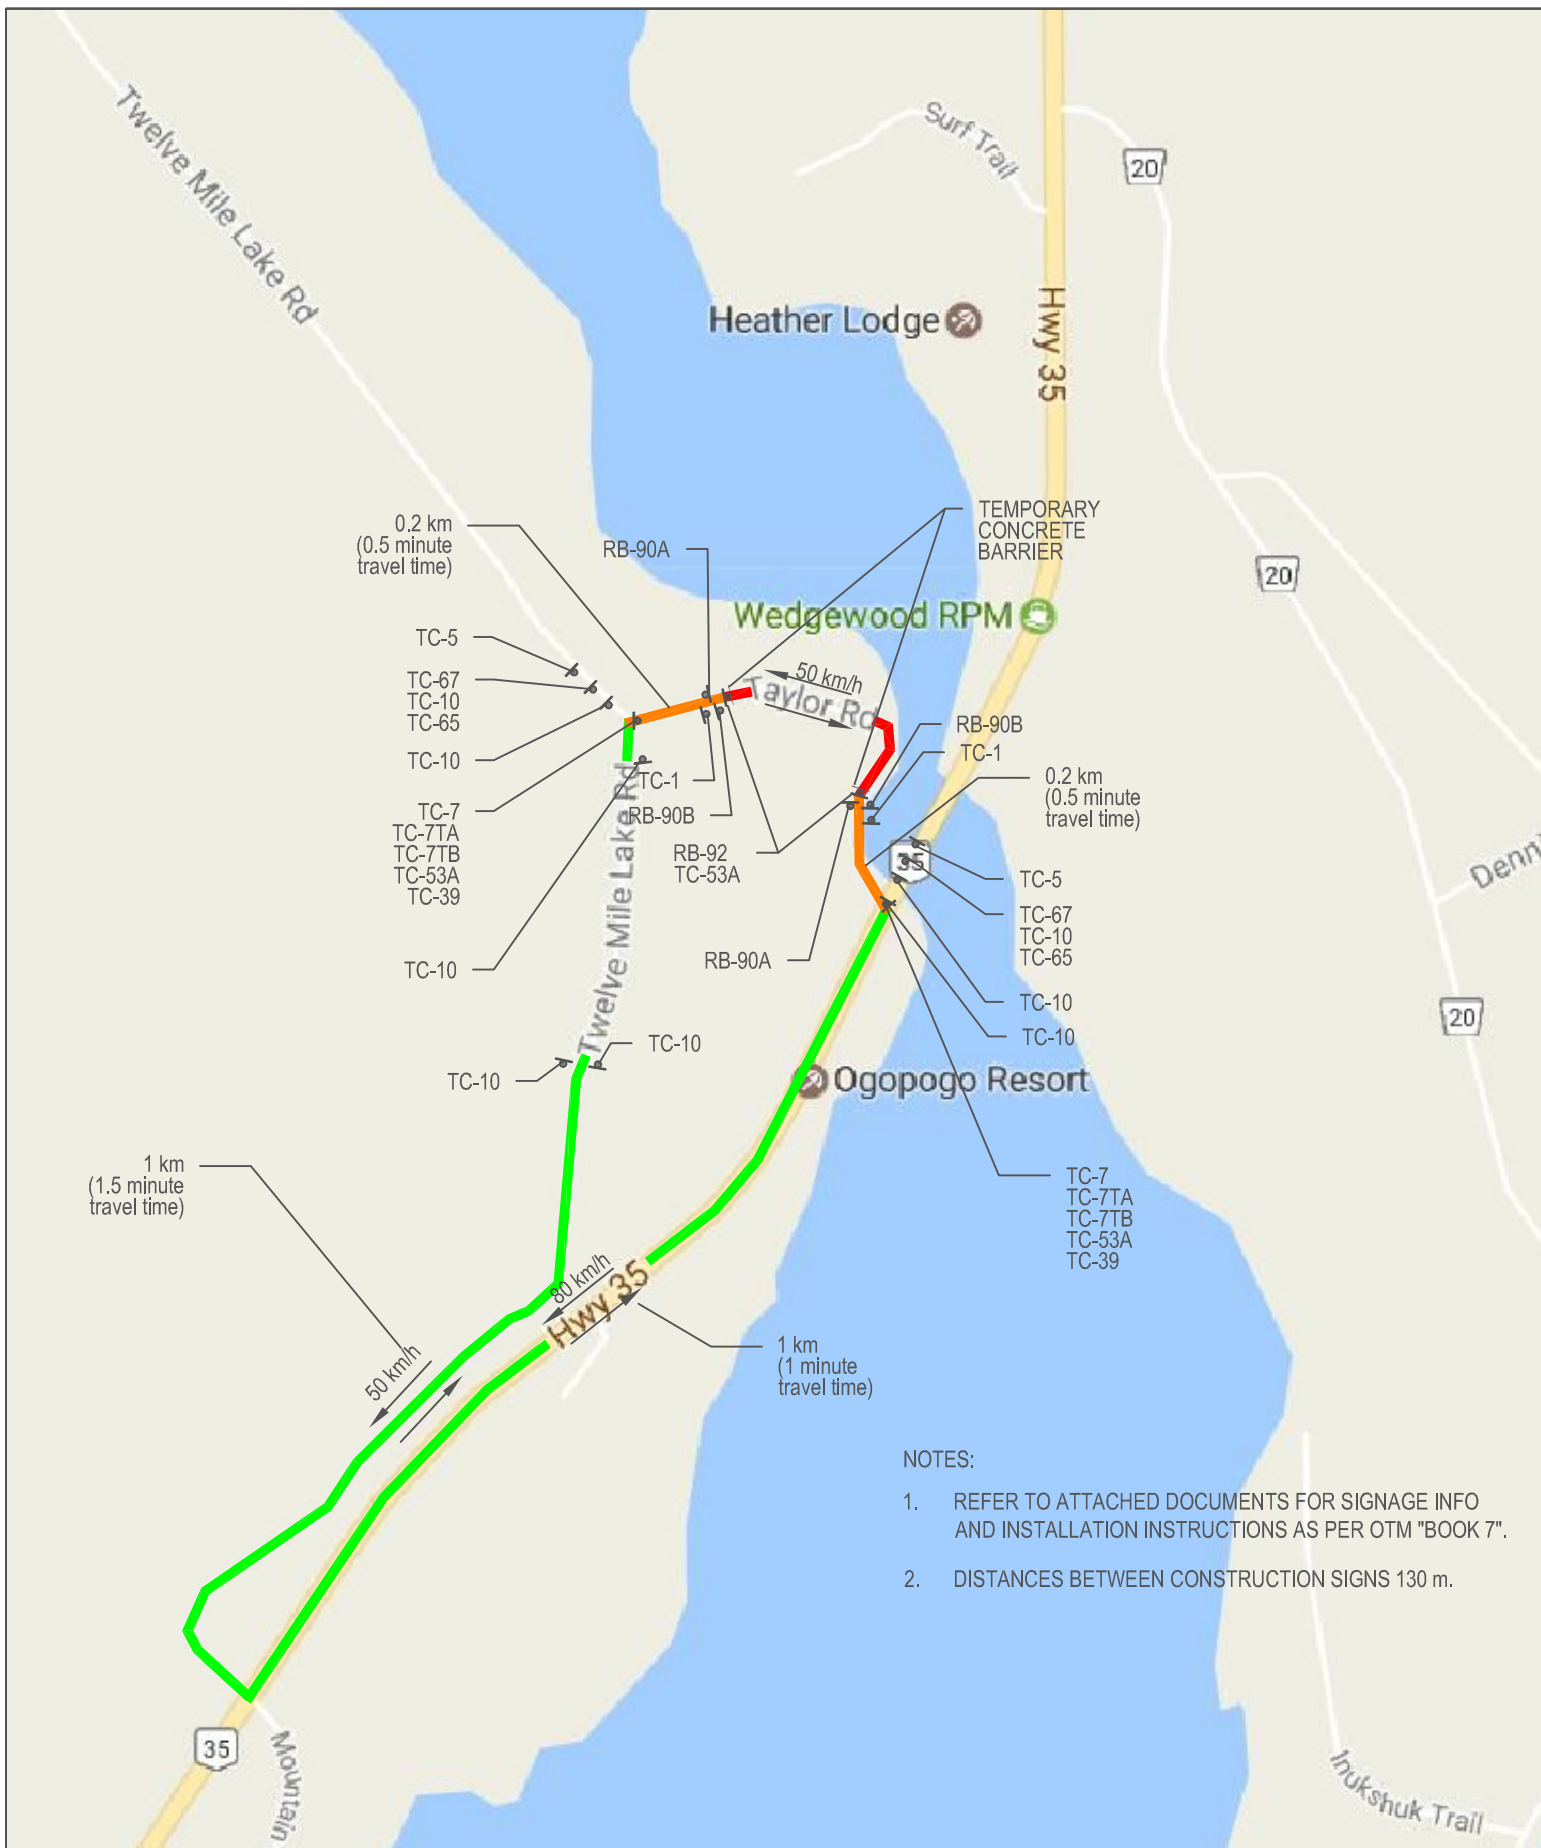 Twelve Mile Lake Rd
Surf Trail
20
Heather Lodge
Hwy 35
0.2 km
(0.5 minute
travel time)
RB-90A
TEMPORARY
CONCRETE
BARRIER
20
Wedgewood RPM
TC-5
TC-67
TC-10
TC-65
TC-10
50 km/h
Taylor Rd
RB-90B
TC-1
0.2 km
(0.5 minute
travel time)
TC-7
TC-7TA
TC-7TB
TC-53A
TC-39
TC-1
RB-90B
RB-92
TC-53A
35
TC-5
TC-67
TC-10
TC-65
Denn
TC-10
RB-90A
TC-10
TC-10
20
Twelve Mile Lake Rd
TC-10
TC-10
Ogopogo Resort
1 km
(1.5 minute
travel time)
TC-7
TC-7TA
TC-7TB
TC-53A
TC-39
80 km/h
Hwy 35
1 km
(1 minute
travel time)
50 km/h
NOTES:
1. REFER TO ATTACHED DOCUMENTS FOR SIGNAGE INFO
AND INSTALLATION INSTRUCTIONS AS PER OTM "BOOK 7".
2. DISTANCES BETWEEN CONSTRUCTION SIGNS 130 m.
35
Mountain
Inukshuk Trail